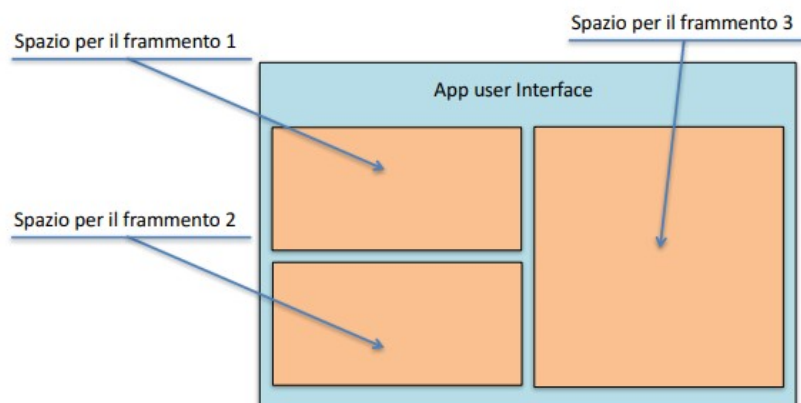 Spazio per il frammento 1
Spazio per il frammento 3
App user Interface
Spazio per il frammento 2